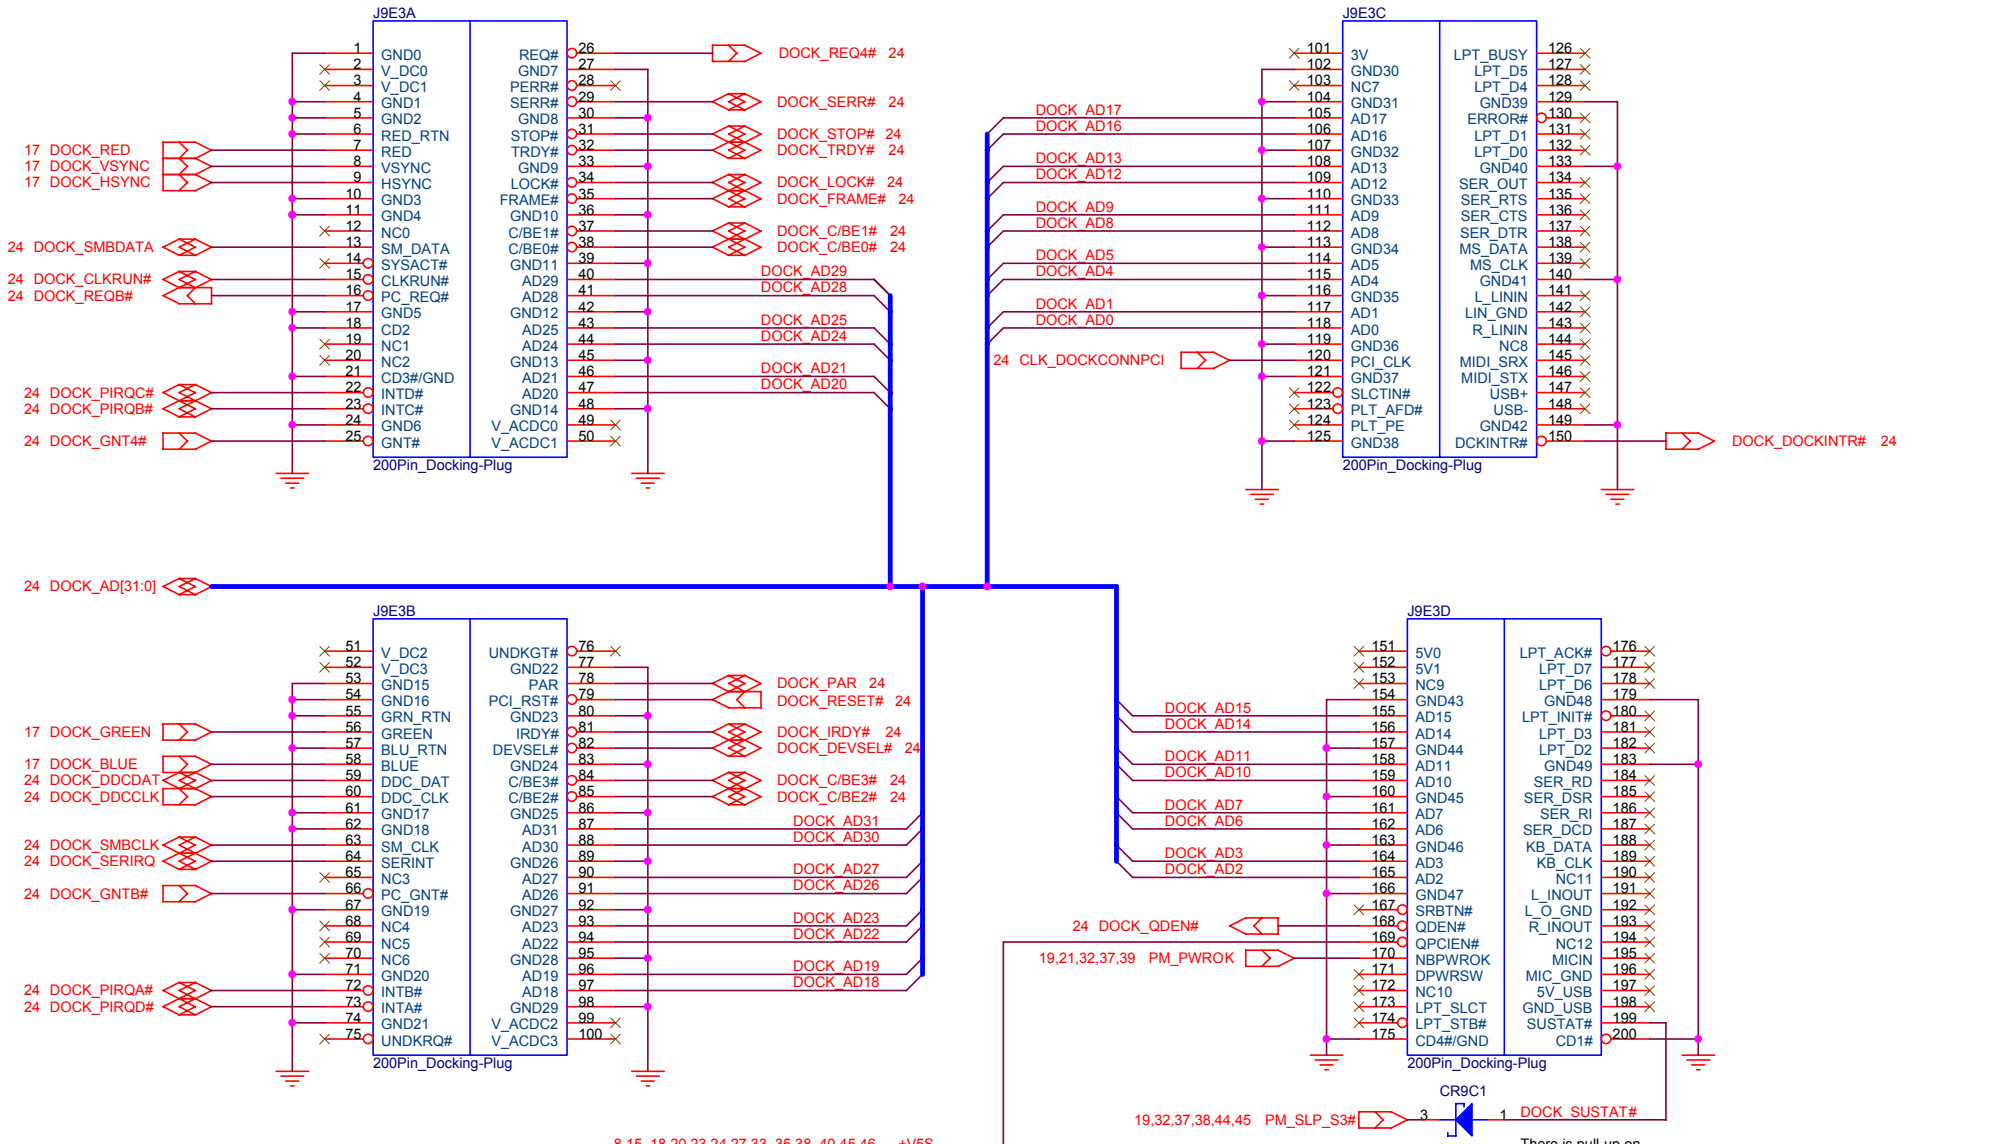 J9E3A
1 GND0 REQ# 26 DOCK_REQ4# 24
2 V_DC0 GND7 27
3 V_DC1 PERR# 28
4 GND1 SERR# 29 DOCK_SERR# 24
5 GND2 GND8 30
6 RED_RTN STOP# 31 DOCK_STOP# 24
17 DOCK_RED 7 RED TRDY# 32 DOCK_TRDY# 24
17 DOCK_VSYNC 8 VSYNC GND9 33
17 DOCK_HSYNC 9 HSYNC LOCK# 34 DOCK_LOCK# 24
10 GND3 FRAME# 35 DOCK_FRAME# 24
11 GND4 GND10 36
12 NC0 C/BE1# 37 DOCK_C/BE1# 24
24 DOCK_SMBDATA 13 SM_DATA C/BE0# 38 DOCK_C/BE0# 24
14 SYSACT# GND11 39
24 DOCK_CLKRUN# 15 CLKRUN# AD29 40 DOCK_AD29
24 DOCK_REQB# 16 PC_REQ# AD28 41 DOCK_AD28
17 GND5 GND12 42
18 CD2 AD25 43 DOCK_AD25
19 NC1 AD24 44 DOCK_AD24
20 NC2 GND13 45
21 CD3#/GND AD21 46 DOCK_AD21
24 DOCK_PIRQC# 22 INTD# AD20 47 DOCK_AD20
24 DOCK_PIRQB# 23 INTC# GND14 48
24 GND6 V_ACDC0 49
24 DOCK_GNT4# 25 GNT# V_ACDC1 50
200Pin_Docking-Plug
J9E3C
101 3V LPT_BUSY 126
102 GND30 LPT_D5 127
103 NC7 LPT_D4 128
104 GND31 GND39 129
DOCK_AD17 105 AD17 ERROR# 130
DOCK_AD16 106 AD16 LPT_D1 131
107 GND32 LPT_D0 132
DOCK_AD13 108 AD13 GND40 133
DOCK_AD12 109 AD12 SER_OUT 134
110 GND33 SER_RTS 135
DOCK_AD9 111 AD9 SER_CTS 136
DOCK_AD8 112 AD8 SER_DTR 137
113 GND34 MS_DATA 138
DOCK_AD5 114 AD5 MS_CLK 139
DOCK_AD4 115 AD4 GND41 140
116 GND35 L_LININ 141
DOCK_AD1 117 AD1 LIN_GND 142
DOCK_AD0 118 AD0 R_LININ 143
119 GND36 NC8 144
24 CLK_DOCKCONNPCI 120 PCI_CLK MIDI_SRX 145
121 GND37 MIDI_STX 146
122 SLCTIN# USB+ 147
123 PLT_AFD# USB- 148
124 PLT_PE GND42 149
125 GND38 DCKINTR# 150 DOCK_DOCKINTR# 24
200Pin_Docking-Plug
24 DOCK_AD[31:0]
J9E3B
51 V_DC2 UNDKGT# 76
52 V_DC3 GND22 77
53 GND15 PAR 78 DOCK_PAR 24
54 GND16 PCI_RST# 79 DOCK_RESET# 24
55 GRN_RTN GND23 80
17 DOCK_GREEN 56 GREEN IRDY# 81 DOCK_IRDY# 24
57 BLU_RTN DEVSEL# 82 DOCK_DEVSEL# 24
17 DOCK_BLUE 58 BLUE GND24 83
24 DOCK_DDCDAT 59 DDC_DAT C/BE3# 84 DOCK_C/BE3# 24
24 DOCK_DDCCLK 60 DDC_CLK C/BE2# 85 DOCK_C/BE2# 24
61 GND17 GND25 86
62 GND18 AD31 87 DOCK_AD31
24 DOCK_SMBCLK 63 SM_CLK AD30 88 DOCK_AD30
24 DOCK_SERIRQ 64 SERINT GND26 89
65 NC3 AD27 90 DOCK_AD27
24 DOCK_GNTB# 66 PC_GNT# AD26 91 DOCK_AD26
67 GND19 GND27 92
68 NC4 AD23 93 DOCK_AD23
69 NC5 AD22 94 DOCK_AD22
70 NC6 GND28 95
71 GND20 AD19 96 DOCK_AD19
24 DOCK_PIRQA# 72 INTB# AD18 97 DOCK_AD18
24 DOCK_PIRQD# 73 INTA# GND29 98
74 GND21 V_ACDC2 99
75 UNDKRQ# V_ACDC3 100
200Pin_Docking-Plug
J9E3D
151 5V0 LPT_ACK# 176
152 5V1 LPT_D7 177
153 NC9 LPT_D6 178
154 GND43 GND48 179
DOCK_AD15 155 AD15 LPT_INIT# 180
DOCK_AD14 156 AD14 LPT_D3 181
157 GND44 LPT_D2 182
DOCK_AD11 158 AD11 GND49 183
DOCK_AD10 159 AD10 SER_RD 184
160 GND45 SER_DSR 185
DOCK_AD7 161 AD7 SER_RI 186
DOCK_AD6 162 AD6 SER_DCD 187
163 GND46 KB_DATA 188
DOCK_AD3 164 AD3 KB_CLK 189
DOCK_AD2 165 AD2 NC11 190
166 GND47 L_INOUT 191
167 SRBTN# L_O_GND 192
24 DOCK_QDEN# 168 QDEN# R_INOUT 193
169 QPCIEN# NC12 194
19,21,32,37,39 PM_PWROK 170 NBPWROK MICIN 195
171 DPWRSW MIC_GND 196
172 NC10 5V_USB 197
173 LPT_SLCT GND_USB 198
174 LPT_STB# SUSTAT# 199
175 CD4#/GND CD1# 200
200Pin_Docking-Plug
CR9C1
19,32,37,38,44,45 PM_SLP_S3# 3 1 DOCK_SUSTAT#